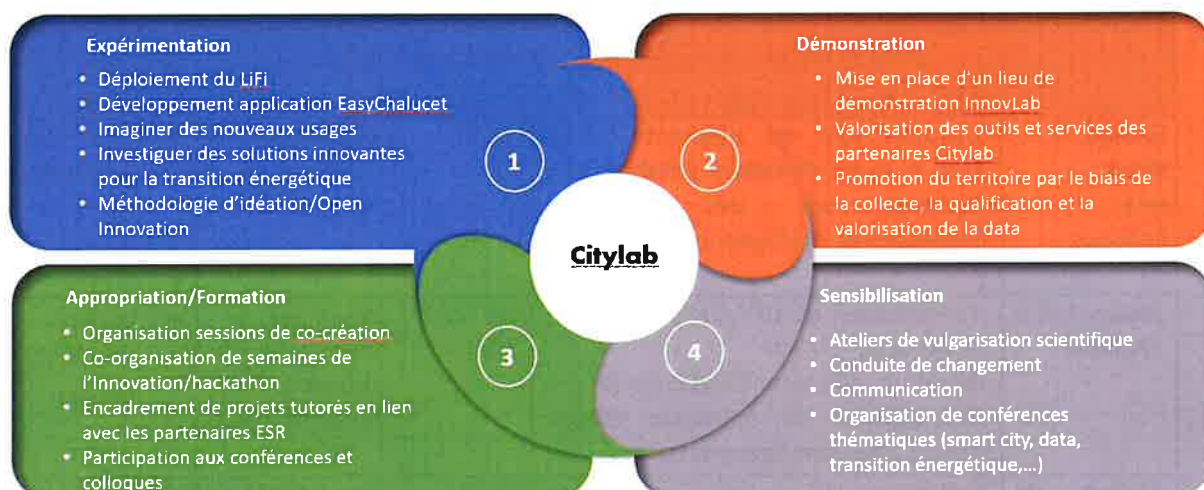 Expérimentation
• Déploiement du LiFi
• Développement application EasyChalucet
• Imaginer des nouveaux usages
• Investiguer des solutions innovantes
pour la transition énergétique
• Méthodologie d'idéation/Open
Innovation
1
Démonstration
• Mise en place d'un lieu de
démonstration InnovLab
• Valorisation des outils et services des
partenaires Citylab
• Promotion du territoire par le biais de
la collecte, la qualification et la
valorisation de la data
2
Citylab
Appropriation/Formation
• Organisation sessions de co-création
• Co-organisation de semaines de
l'Innovation/hackathon
• Encadrement de projets tutorés en lien
avec les partenaires ESR
• Participation aux conférences et
colloques
3
Sensibilisation
• Ateliers de vulgarisation scientifique
• Conduite de changement
• Communication
• Organisation de conférences
thématiques (smart city, data,
transition énergétique,...)
4